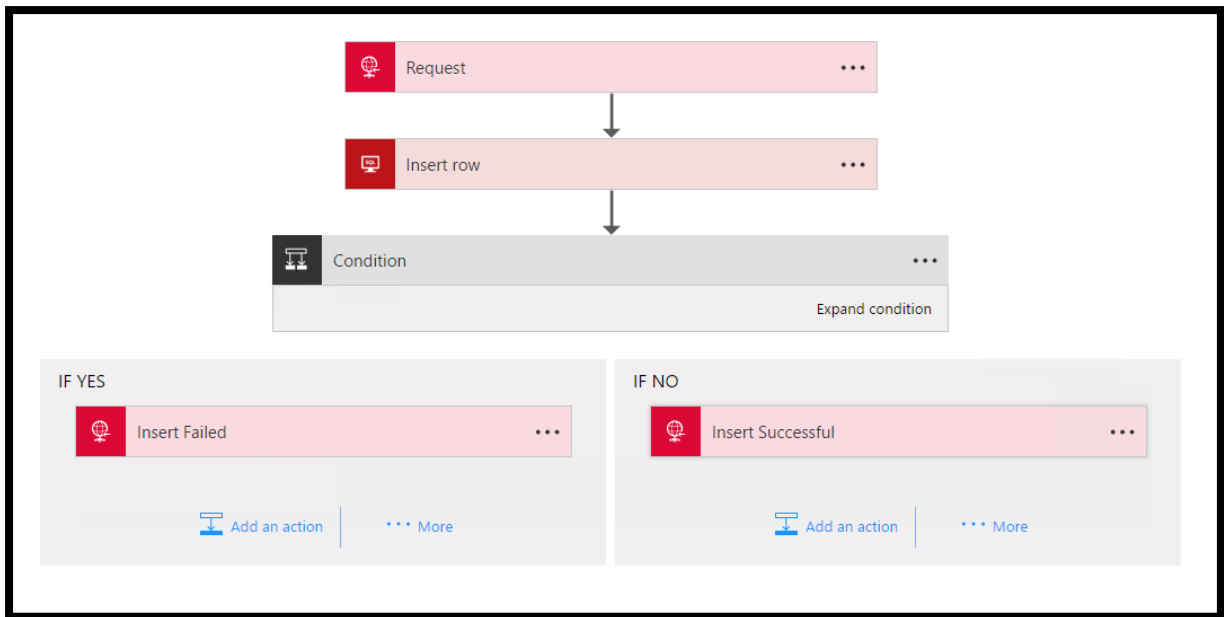 Request
SQL
Insert row
Condition
Expand condition
IF YES
Insert Failed
Add an action
More
IF NO
Insert Successful
Add an action
More